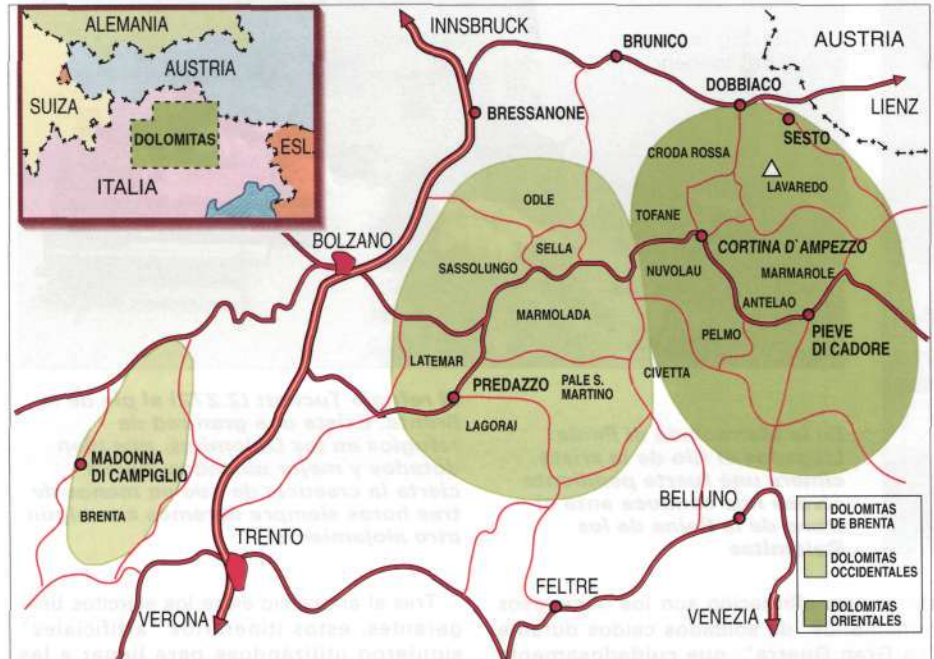 ALEMANIA
AUSTRIA
SUIZA
DOLOMITAS
ESL.
ITALIA
INNSBRUCK
BRUNICO
AUSTRIA
DOBBIACO
LIENZ
BRESSANONE
SESTO
CRODA ROSSA
LAVAREDO
ODLE
TOFANE
BOLZANO
SELLA
CORTINA D`AMPEZZO
SASSOLUNGO
NUVOLAU
MARMAROLE
ANTELAO
MARMOLADA
PELMO
PIEVE
DI CADORE
LATEMAR
CIVETTA
PREDAZZO
PALE S.
MARTINO
LAGORAI
MADONNA
DI CAMPIGLIO
BRENTA
BELLUNO
TRENTO
FELTRE
VERONA
VENEZIA
DOLOMITAS
DE BRENTA
DOLOMITAS
OCCIDENTALES
DOLOMITAS
ORIENTALES